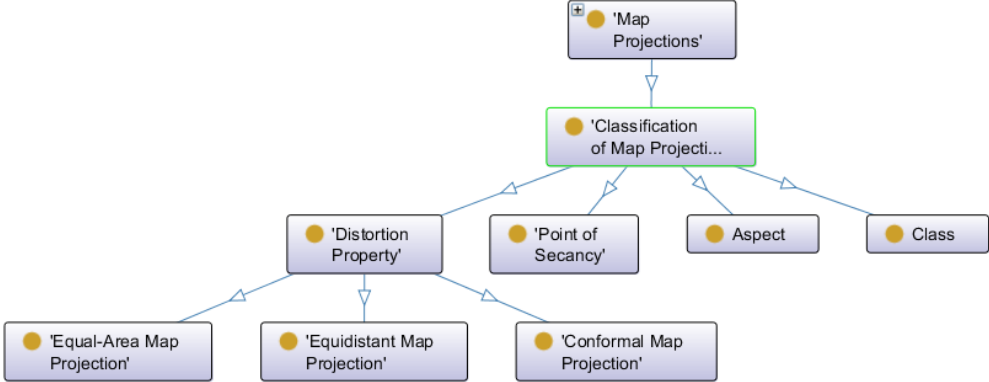 'Map
Projections'
'Classification
of Map Projecti...
'Distortion
Property'
'Point of
Secancy'
Aspect
Class
'Equal-Area Map
Projection'
'Equidistant Map
Projection'
'Conformal Map
Projection'